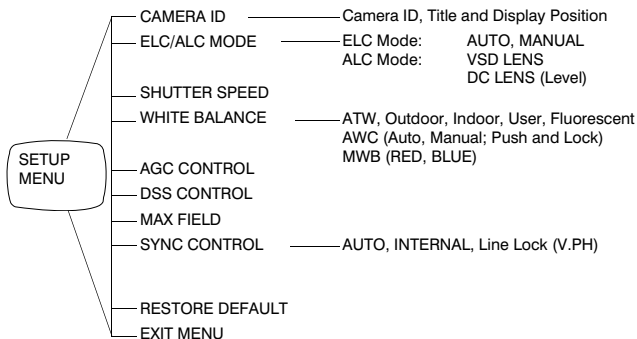 CAMERA ID Camera ID, Title and Display Position
ELC/ALC MODE ELC Mode: AUTO, MANUAL
ALC Mode: VSD LENS
DC LENS (Level)
SHUTTER SPEED
WHITE BALANCE ATW, Outdoor, Indoor, User, Fluorescent
AWC (Auto, Manual; Push and Lock)
MWB (RED, BLUE)
SETUP
MENU
AGC CONTROL
DSS CONTROL
MAX FIELD
SYNC CONTROL AUTO, INTERNAL, Line Lock (V.PH)
RESTORE DEFAULT
EXIT MENU